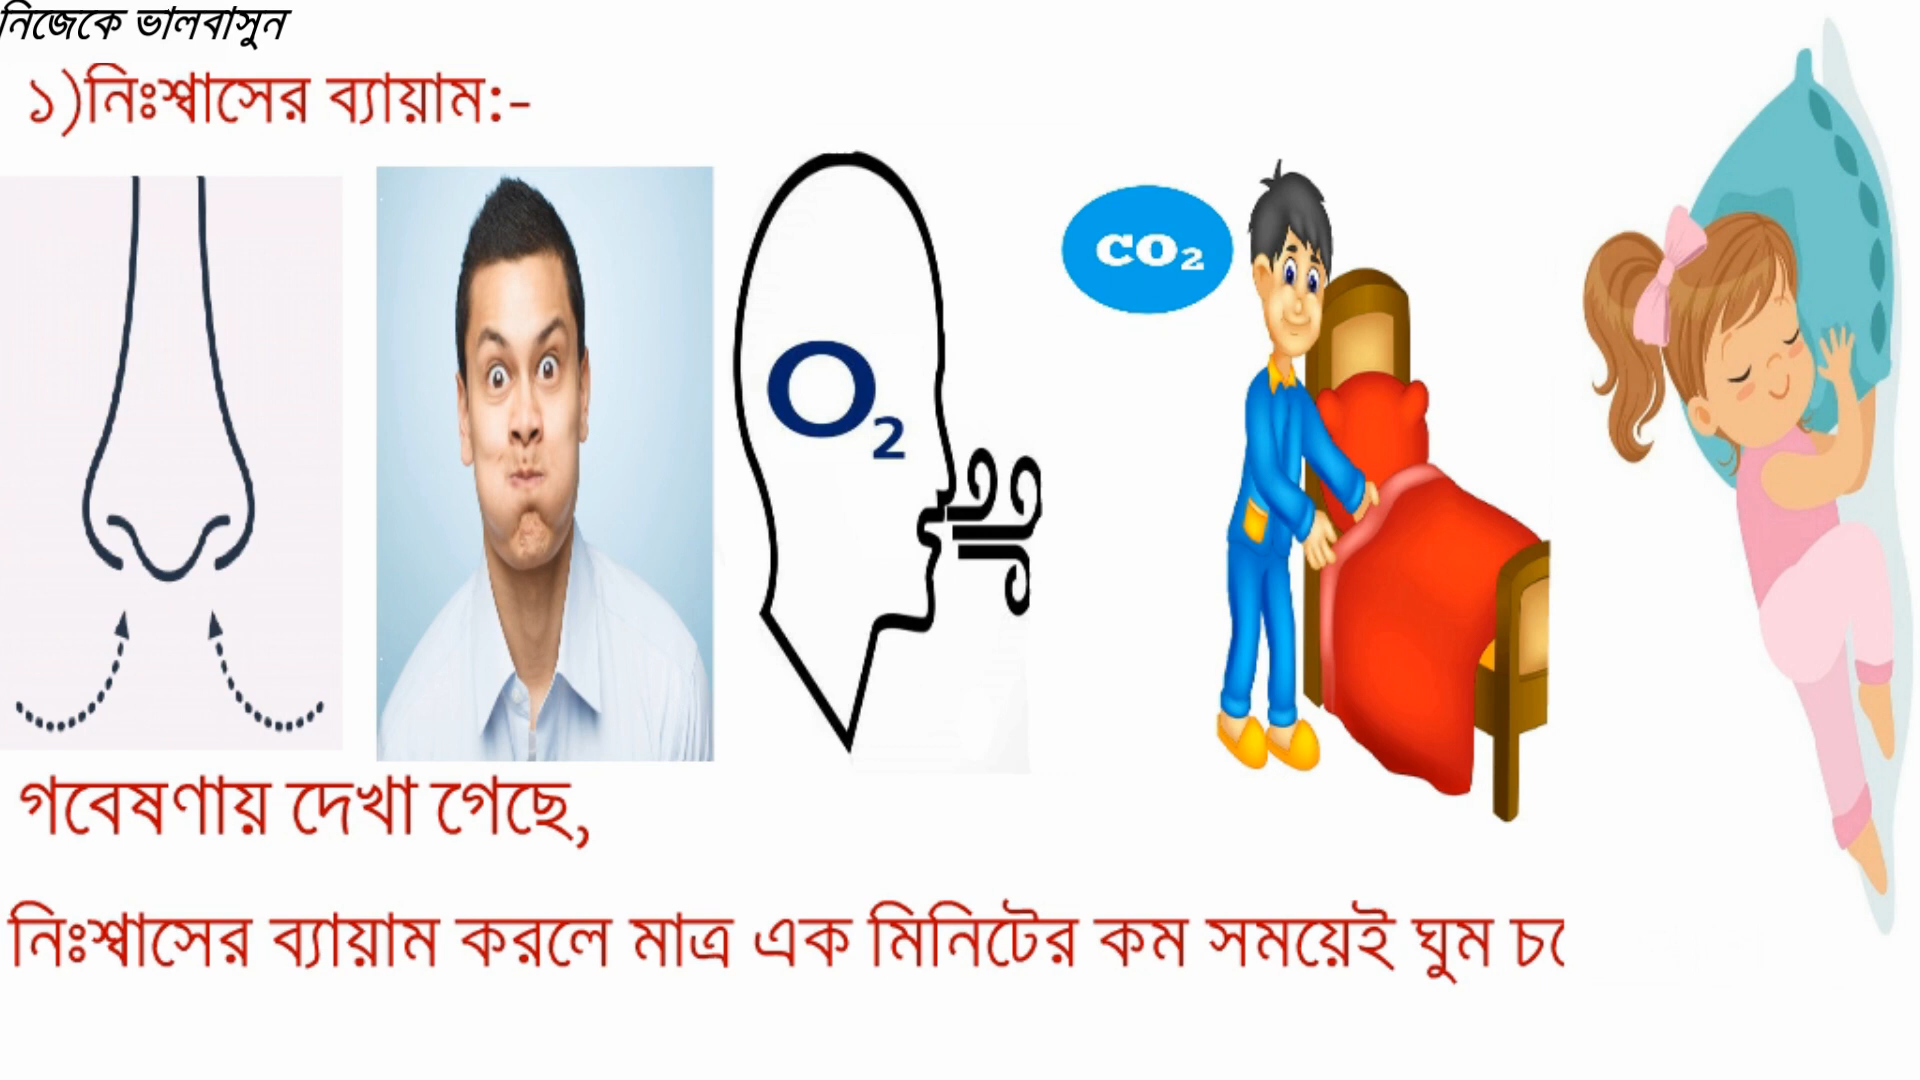 নিজেকে ভালবাসুন
১)নিঃশ্বাসের ব্যায়াম:-
O₂
CO₂
গবেষণায় দেখা গেছে,
নিঃশ্বাসের ব্যায়াম করলে মাত্র এক মিনিটের কম সময়েই ঘুম